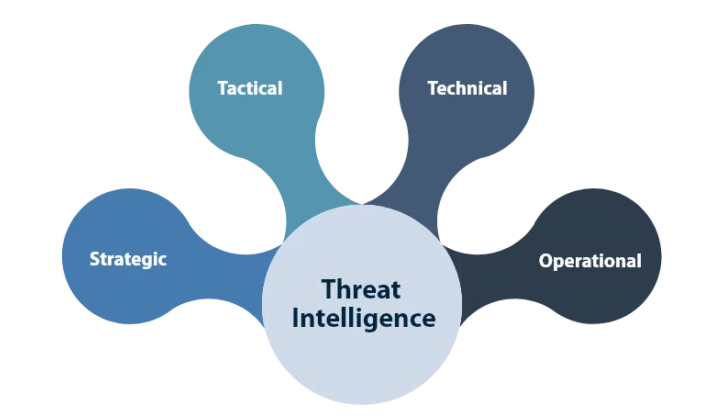 Tactical
Technical
Strategic
Operational
Threat
Intelligence